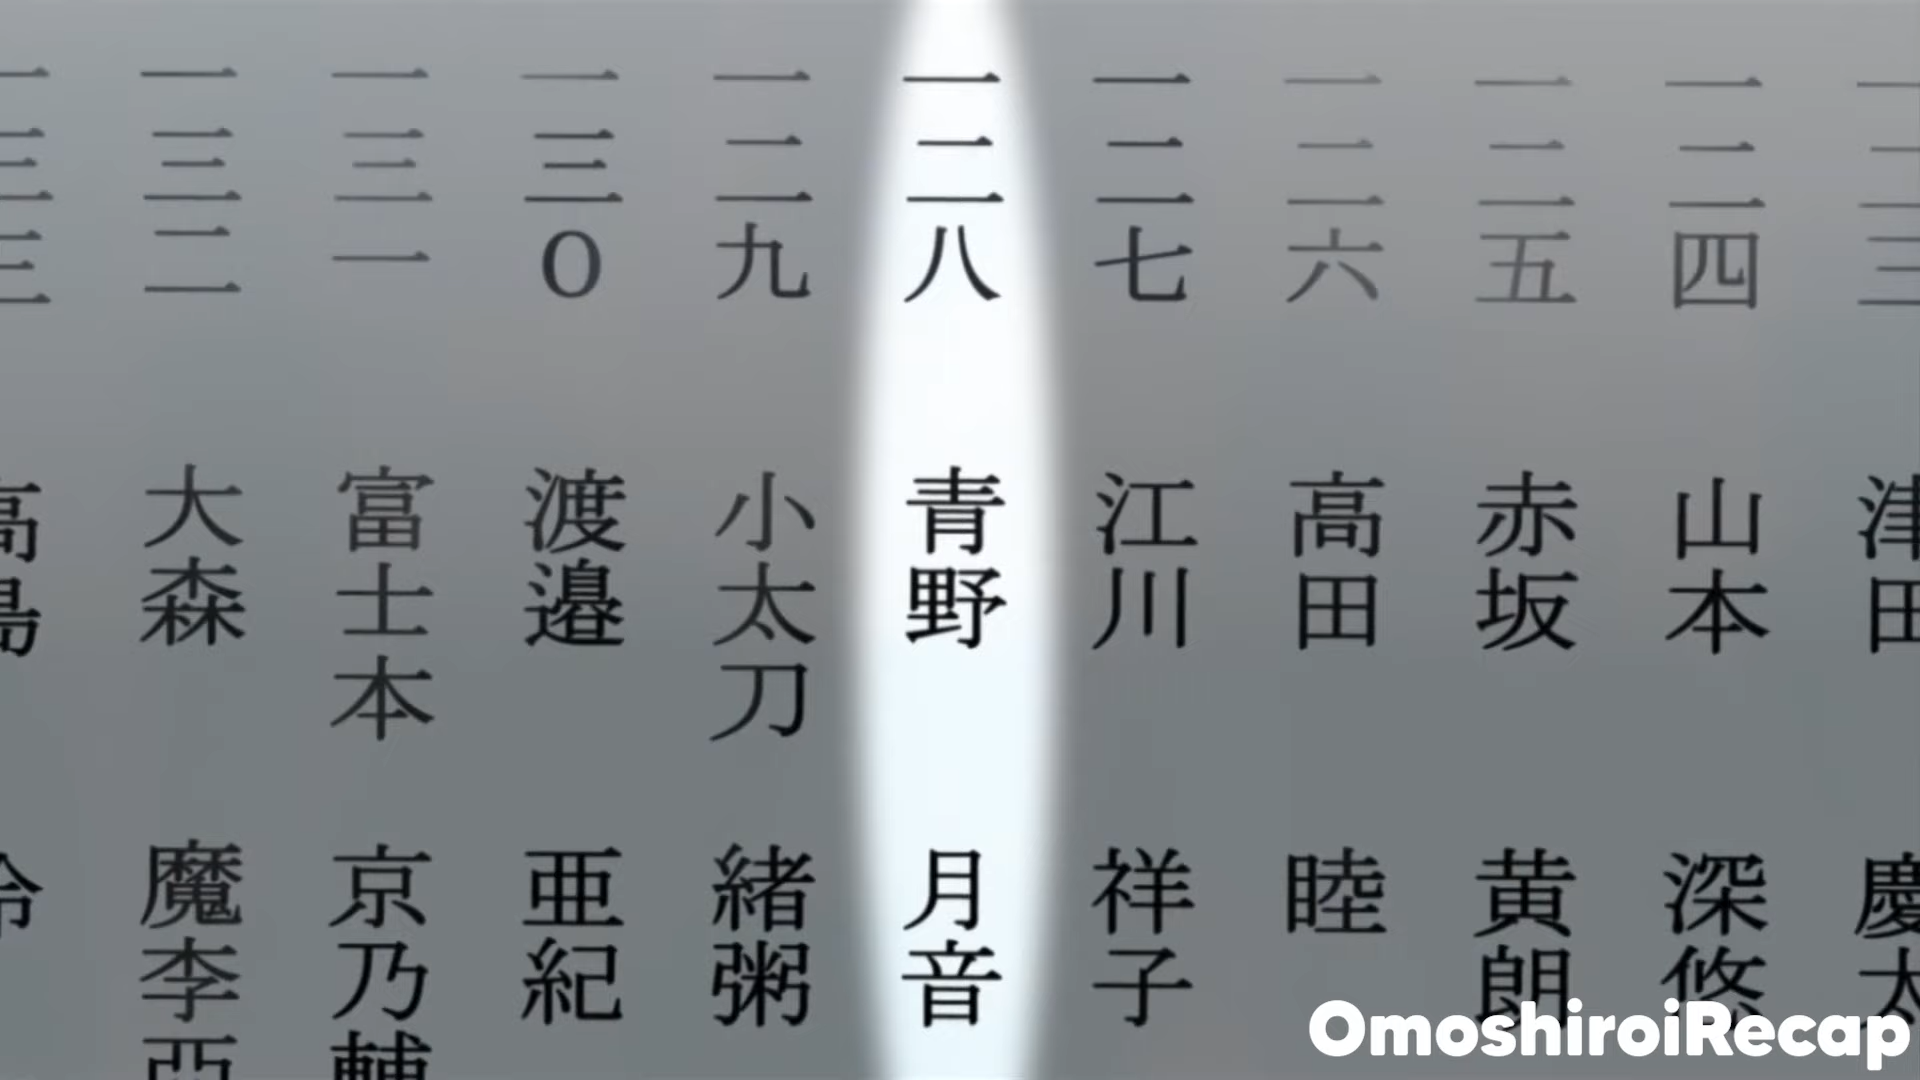 一二四 山本 深悠
一二五 赤坂 黄朗
一二六 高田 睦
一二七 江川 祥子
一二八 青野 月音
一二九 小太刀 緒粥
一三0 渡邉 亜紀
一三一 富士本 京乃輔
一三二 大森 魔李亞
OmoshiroiRecap